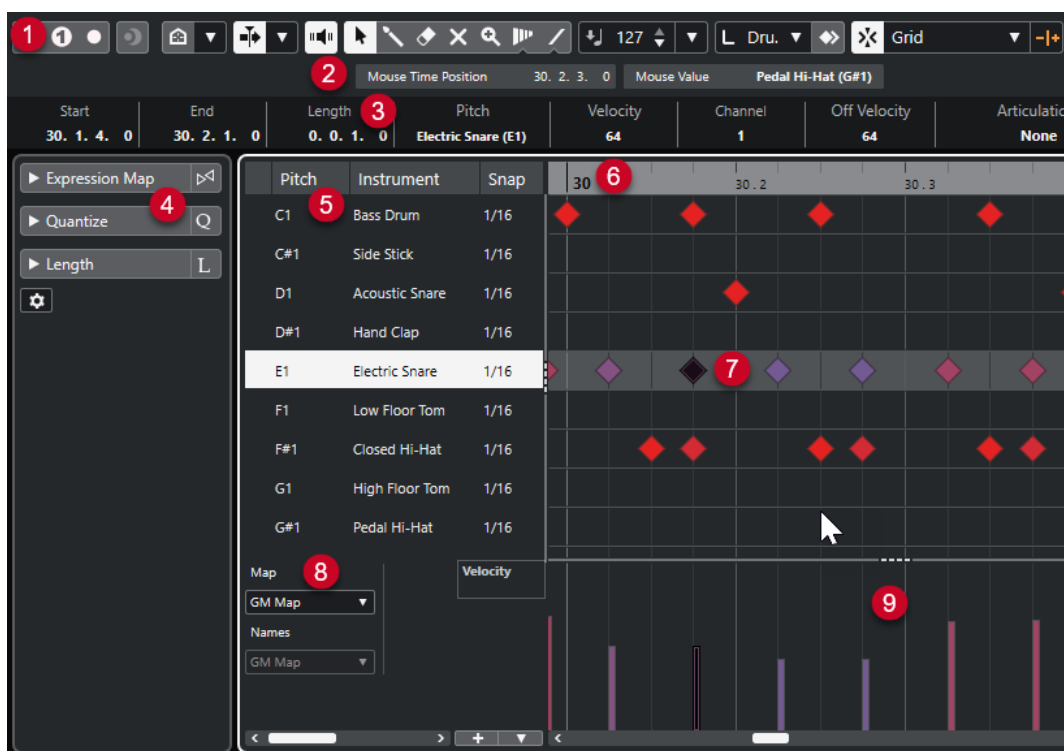 1 1 127 L Dru. Grid
2 Mouse Time Position 30. 2. 3. 0 Mouse Value Pedal Hi-Hat (G#1)
Start End Length 3 Pitch Velocity Channel Off Velocity Articulatio
30. 1. 4. 0 30. 2. 1. 0 0. 0. 1. 0 Electric Snare (E1) 64 1 64 None
Expression Map
4
Quantize Q
Length L
Pitch Instrument Snap 30 6 30.2 30.3
5
C1 Bass Drum 1/16
C#1 Side Stick 1/16
D1 Acoustic Snare 1/16
D#1 Hand Clap 1/16
E1 Electric Snare 1/16 7
F1 Low Floor Tom 1/16
F#1 Closed Hi-Hat 1/16
G1 High Floor Tom 1/16
G#1 Pedal Hi-Hat 1/16
Map 8 Velocity
GM Map 9
Names
GM Map